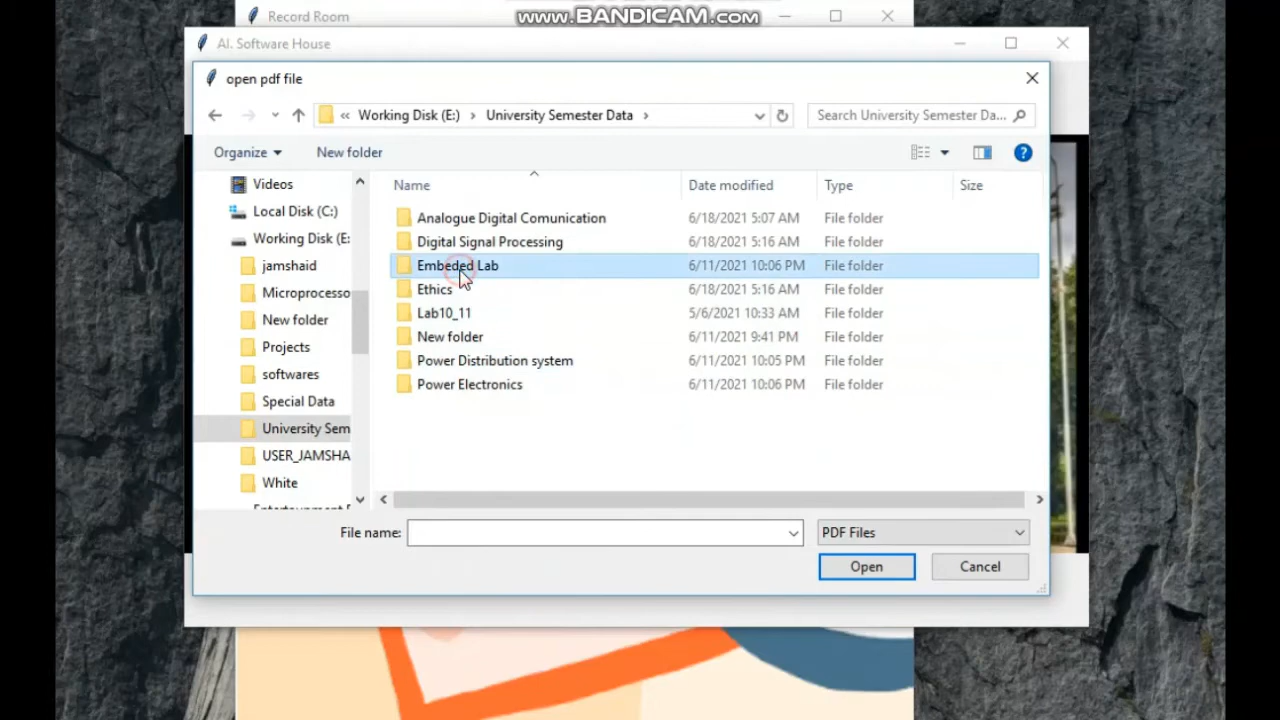 Record Room
www.BANDICAM.com
AI. Software House
open pdf file
« Working Disk (E:) > University Semester Data >
Search University Semester Da...
Organize
New folder
Name
Date modified
Type
Size
Videos
Local Disk (C:)
Working Disk (E:
jamshaid
Microprocesso
New folder
Projects
softwares
Special Data
University Sem
USER_JAMSHA
White
Analogue Digital Comunication 6/18/2021 5:07 AM File folder
Digital Signal Processing 6/18/2021 5:16 AM File folder
Embeded Lab 6/11/2021 10:06 PM File folder
Ethics 6/18/2021 5:16 AM File folder
Lab10_11 5/6/2021 10:33 AM File folder
New folder 6/11/2021 9:41 PM File folder
Power Distribution system 6/11/2021 10:05 PM File folder
Power Electronics 6/11/2021 10:06 PM File folder
File name:
PDF Files
Open
Cancel